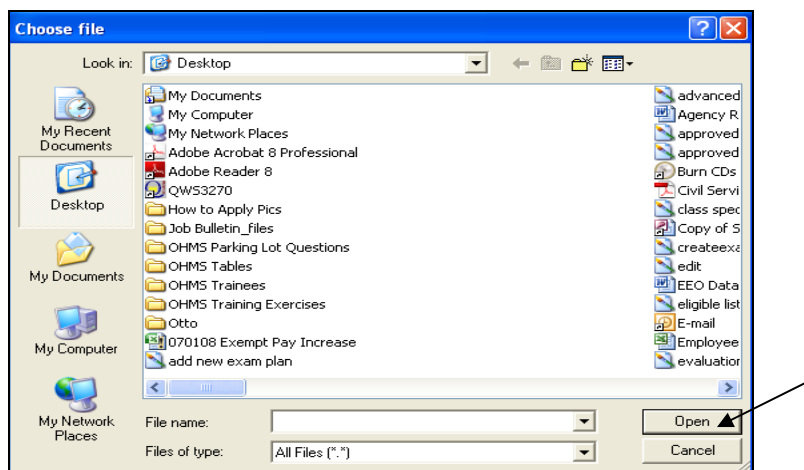 Choose file
Look in:
Desktop
My Recent
Documents
Desktop
My Documents
My Computer
My Network
Places
My Documents
My Computer
My Network Places
Adobe Acrobat 8 Professional
Adobe Reader 8
QWS3270
How to Apply Pics
Job Bulletin_files
OHMS Parking Lot Questions
OHMS Tables
OHMS Trainees
OHMS Training Exercises
Otto
070108 Exempt Pay Increase
add new exam plan
advanced
Agency R
approved
approved
Burn CDs
Civil Servi
class spec
Copy of S
createexa
edit
EEO Data
eligible list
E-mail
Employee
evaluation
File name:
Open
Files of type:
All Files (*.*)
Cancel